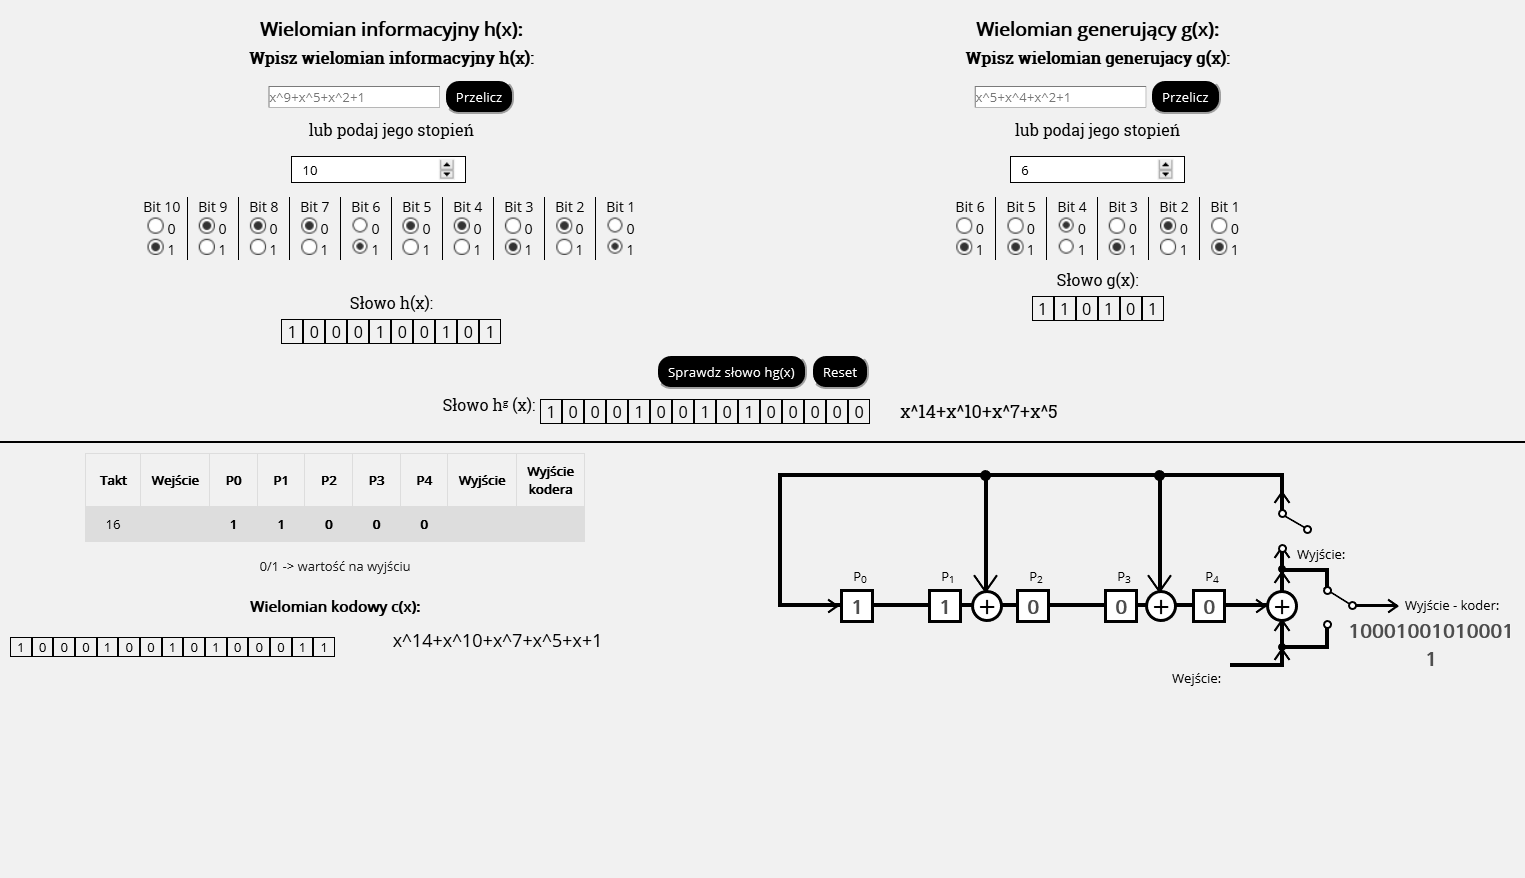 Wielomian informacyjny h(x):
Wpisz wielomian informacyjny h(x):
x^9+x^5+x^2+1 Przelicz
lub podaj jego stopień
10
Bit 10 Bit 9 Bit 8 Bit 7 Bit 6 Bit 5 Bit 4 Bit 3 Bit 2 Bit 1
0 0 0 0 0 0 0 0 0 0
1 1 1 1 1 1 1 1 1 1
Słowo h(x):
1 0 0 0 1 0 0 1 0 1
Wielomian generujący g(x):
Wpisz wielomian generujacy g(x):
x^5+x^4+x^2+1 Przelicz
lub podaj jego stopień
6
Bit 6 Bit 5 Bit 4 Bit 3 Bit 2 Bit 1
0 0 0 0 0 0
1 1 1 1 1 1
Słowo g(x):
1 1 0 1 0 1
Sprawdz słowo hg(x) Reset
Słowo hᵍ (x): 1 0 0 0 1 0 0 1 0 1 0 0 0 0 0 x^14+x^10+x^7+x^5
Takt Wejście P0 P1 P2 P3 P4 Wyjście Wyjście
kodera
16 1 1 0 0 0
0/1 -> wartość na wyjściu
Wielomian kodowy c(x):
1 0 0 0 1 0 0 1 0 1 0 0 0 1 1 x^14+x^10+x^7+x^5+x+1
Wyjście:
P0 P1 P2 P3 P4
1 1 + 0 0 + 0 + Wyjście - koder:
10001001010001
1
Wejście: